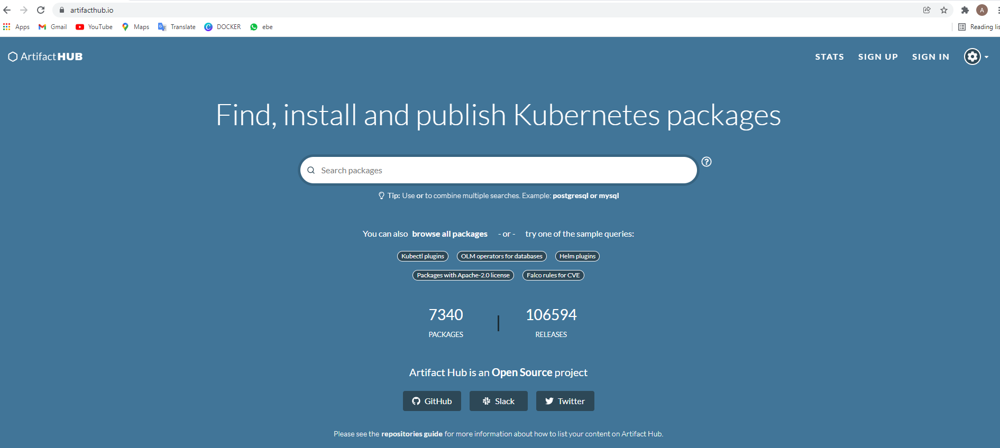 artifacthub.io
A
Apps Gmail YouTube Maps Translate DOCKER ebe Reading lis
ArtifactHUB STATS SIGN UP SIGN IN
Find, install and publish Kubernetes packages
Search packages
Tip: Use or to combine multiple searches. Example: postgresql or mysql
You can also browse all packages - or - try one of the sample queries:
Kubectl plugins OLM operators for databases Helm plugins
Packages with Apache-2.0 license Falco rules for CVE
7340 106594
PACKAGES RELEASES
Artifact Hub is an Open Source project
GitHub Slack Twitter
Please see the repositories guide for more information about how to list your content on Artifact Hub.